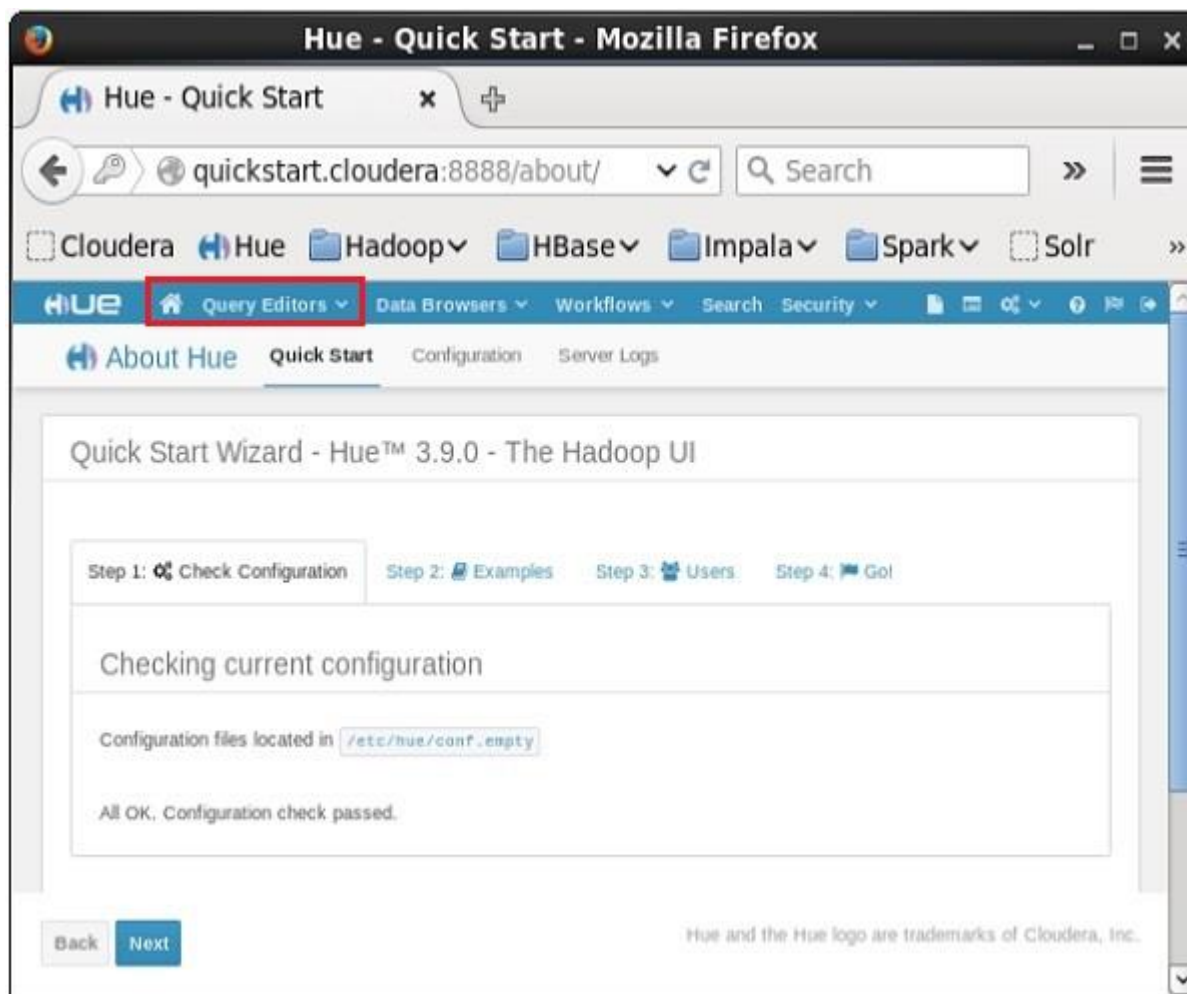 Hue - Quick Start - Mozilla Firefox
Hue - Quick Start
quickstart.cloudera:8888/about/ Search
Cloudera Hue Hadoop HBase Impala Spark Solr »
HUE Query Editors Data Browsers Workflows Search Security
About Hue Quick Start Configuration Server Logs
Quick Start Wizard - Hue™ 3.9.0 - The Hadoop UI
Step 1: Check Configuration Step 2: Examples Step 3: Users Step 4: Go!
Checking current configuration
Configuration files located in /etc/hue/conf.empty
All OK. Configuration check passed.
Back Next
Hue and the Hue logo are trademarks of Cloudera, Inc.